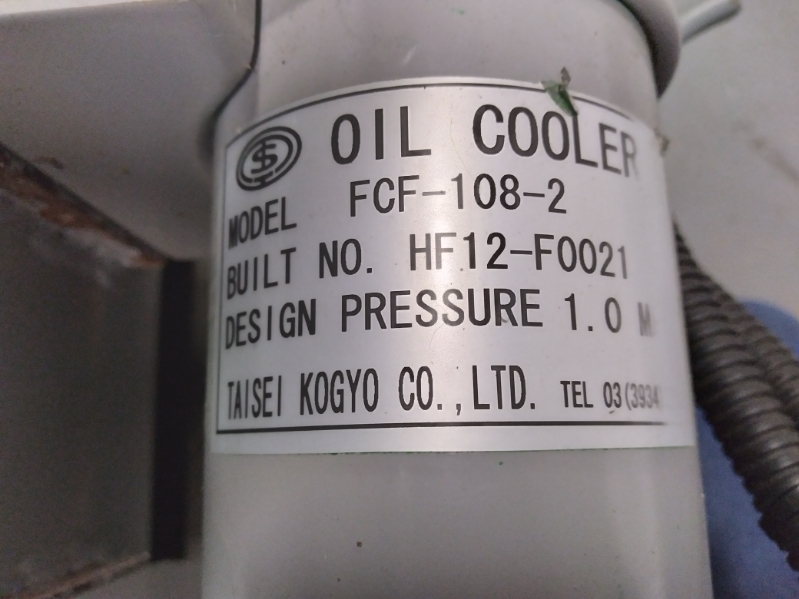 OIL COOLER
MODEL FCF-108-2
BUILT NO. HF12-F0021
DESIGN PRESSURE 1.0 M
TAISEI KOGYO CO.,LTD. TEL 03(3934)